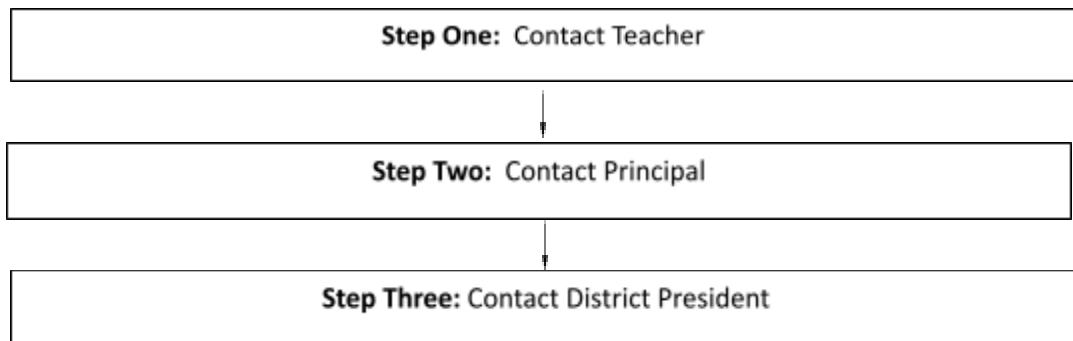 Step One: Contact Teacher
Step Two: Contact Principal
Step Three: Contact District President